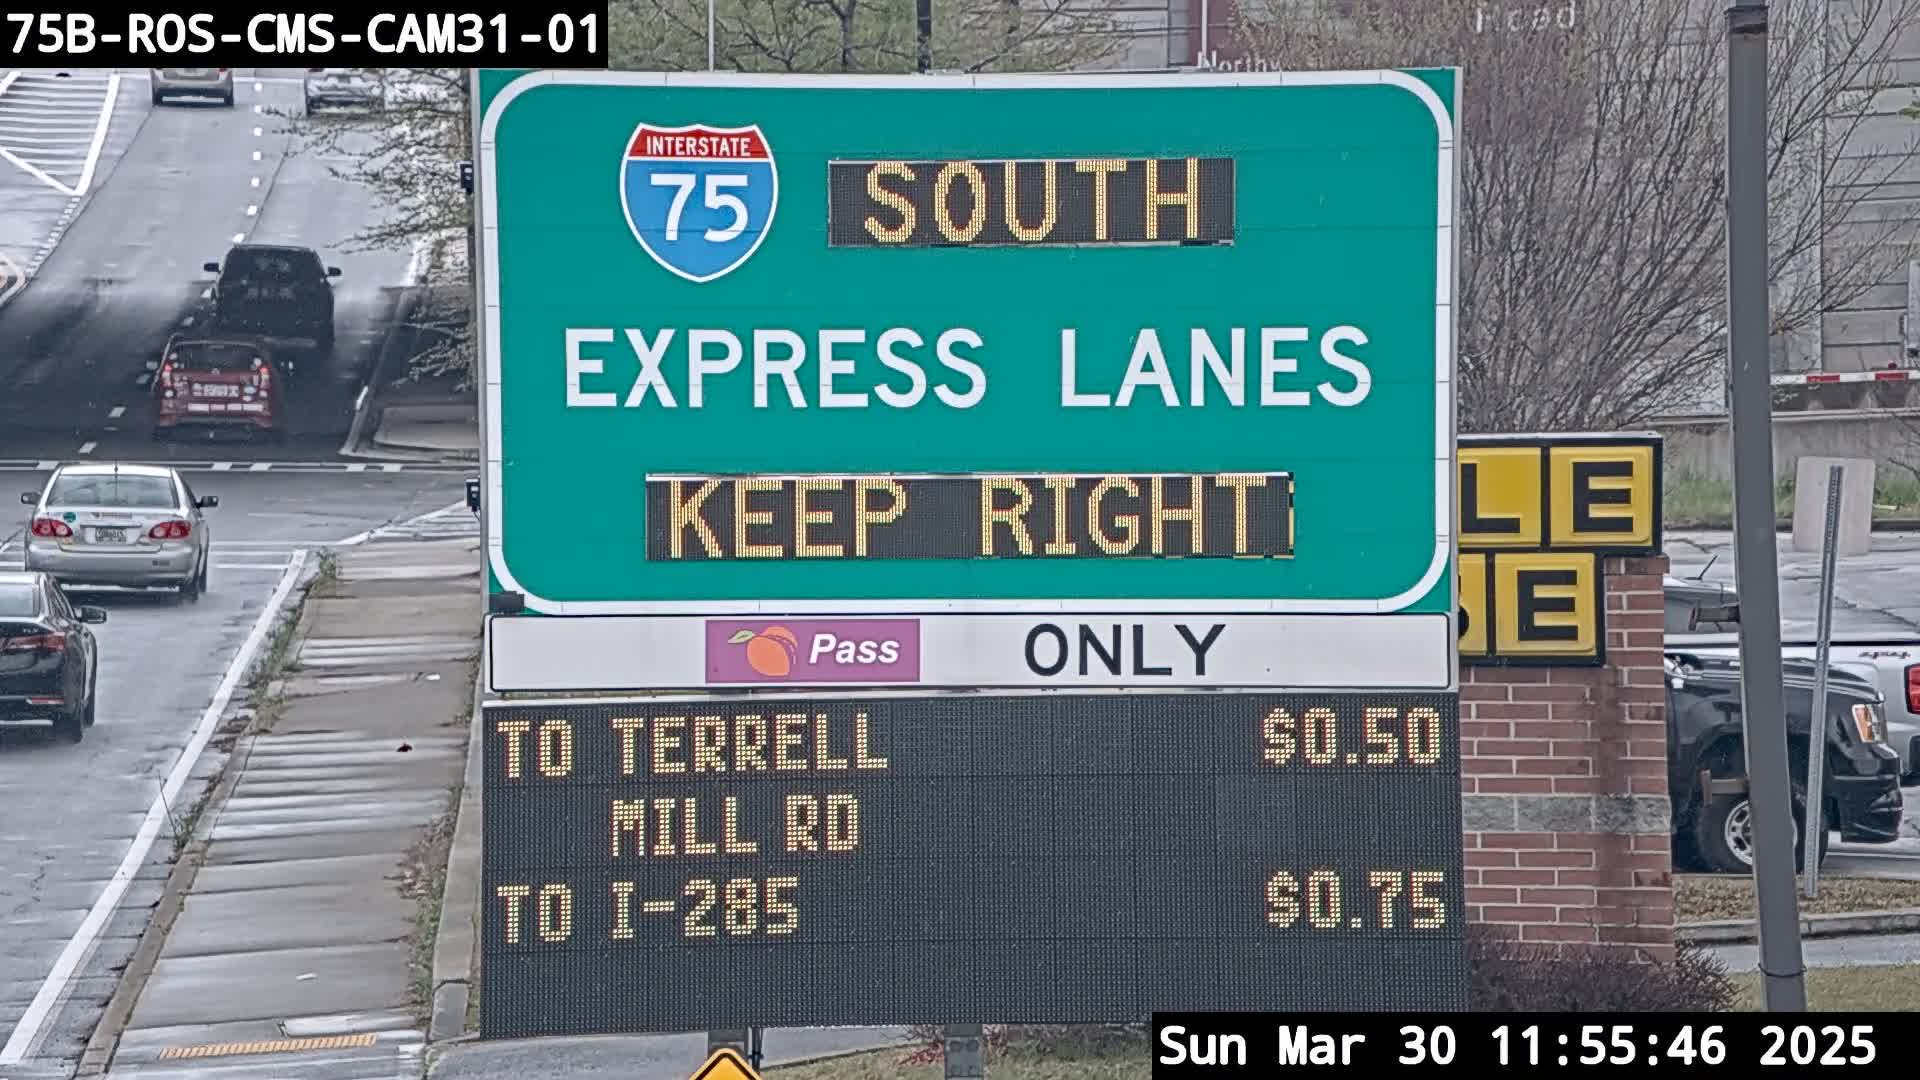 75B-ROS-CMS-CAM31-01
Road
INTERSTATE
75
SOUTH
EXPRESS LANES
KEEP RIGHT
LE
E
Pass ONLY
TO TERRELL $0.50
MILL RD
TO I-285 $0.75
Sun Mar 30 11:55:46 2025